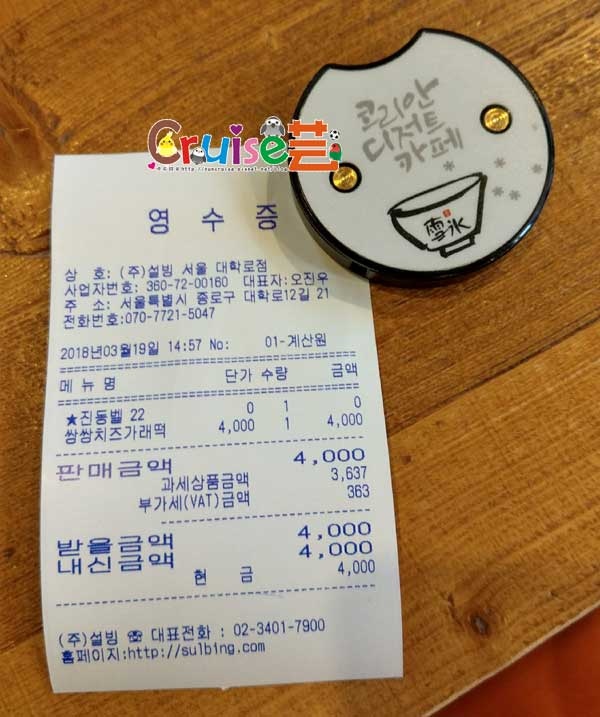 Cruise芸
코리안
디저트
카페
雪氷
영 수 증
상 호: (주)설빙 서울 대학로점
사업자번호: 360-72-00160 대표자:오진우
주 소: 서울특별시 종로구 대학로12길 21
전화번호:070-7721-5047
2018년03월19일 14:57 No: 01-계산원
메 뉴 명 단가 수량 금액
★진동벨 22 0 1 0
쌍쌍치즈가래떡 4,000 1 4,000
판매금액 4,000
과세상품금액 3,637
부가세(VAT)금액 363
받을금액 4,000
내신금액 4,000
현 금 4,000
(주)설빙 ☎ 대표전화 : 02-3401-7900
홈페이지:http://sulbing.com